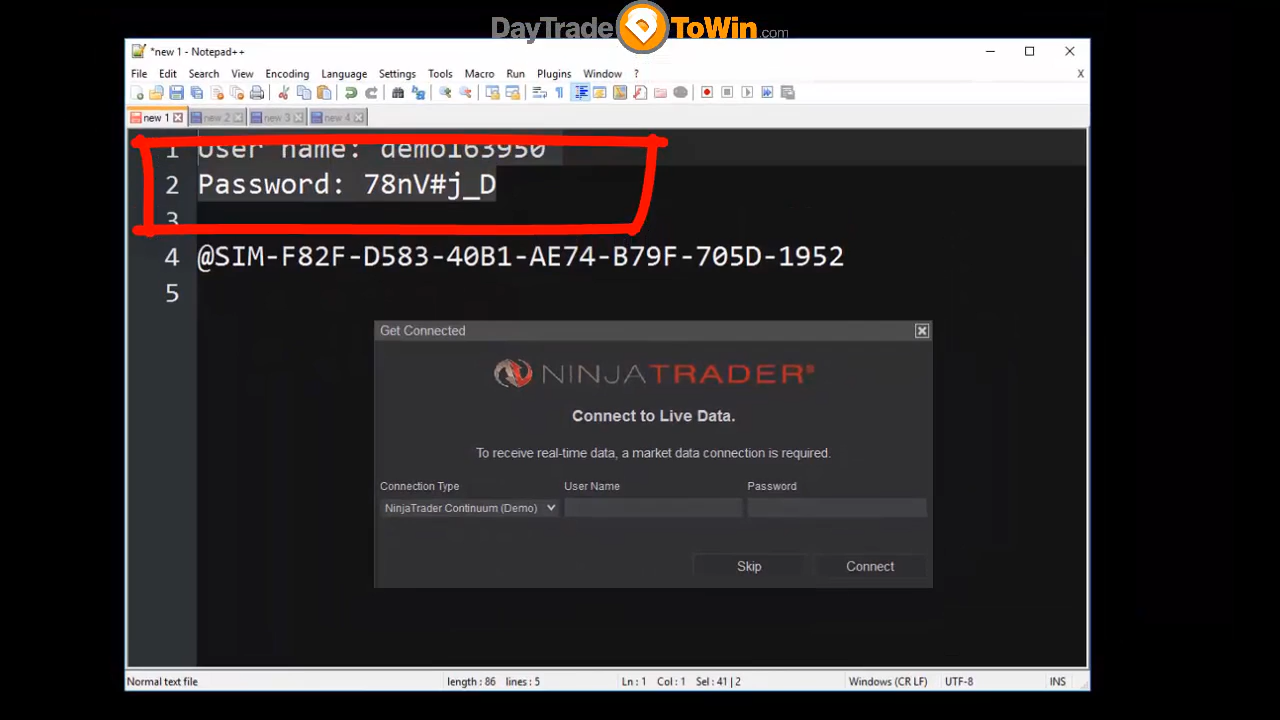 DayTradeToWin.com
*new 1 - Notepad++
File Edit Search View Encoding Language Settings Tools Macro Run Plugins Window ? X
new 1 new 2 new 3 new 4
1 User name: demo163950
2 Password: 78nV#j_D
3
4 @SIM-F82F-D583-40B1-AE74-B79F-705D-1952
5
Get Connected
NINJATRADER®
Connect to Live Data.
To receive real-time data, a market data connection is required.
Connection Type User Name Password
NinjaTrader Continuum (Demo)
Skip Connect
Normal text file length : 86 lines : 5 Ln : 1 Col : 1 Sel : 41 | 2 Windows (CR LF) UTF-8 INS